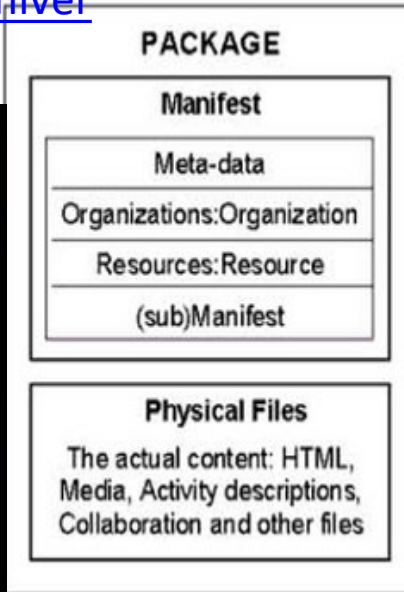 PACKAGE
Manifest
Meta-data
Organizations:Organization
Resources:Resource
(sub)Manifest
Physical Files
The actual content: HTML,
Media, Activity descriptions,
Collaboration and other files